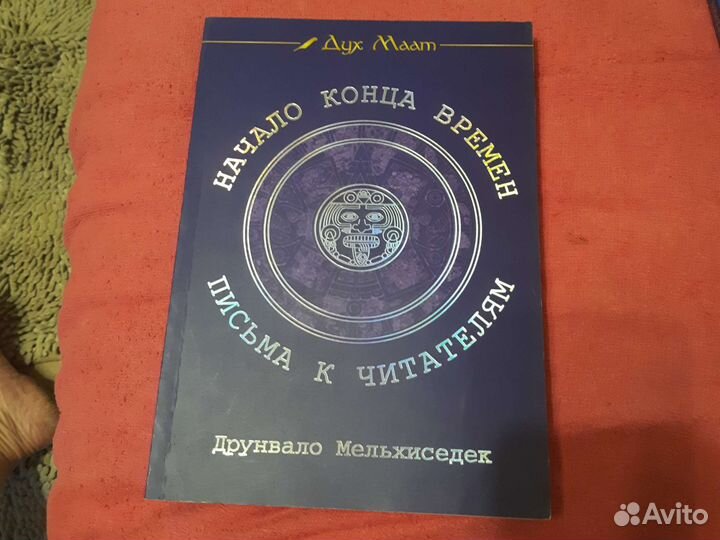 Дух Маат
НАЧАЛО КОНЦА ВРЕМЕН
ПИСЬМА К ЧИТАТЕЛЯМ
Друнвало Мельхиседек
Avito